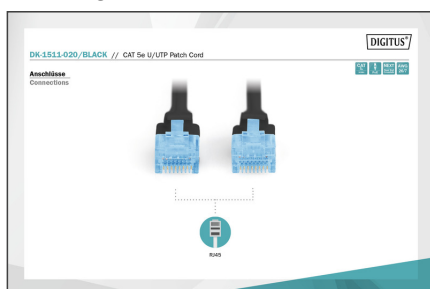 DIGITUS®
DK-1511-020/BLACK // CAT 5e U/UTP Patch Cord
Anschlüsse
Connections
RJ45